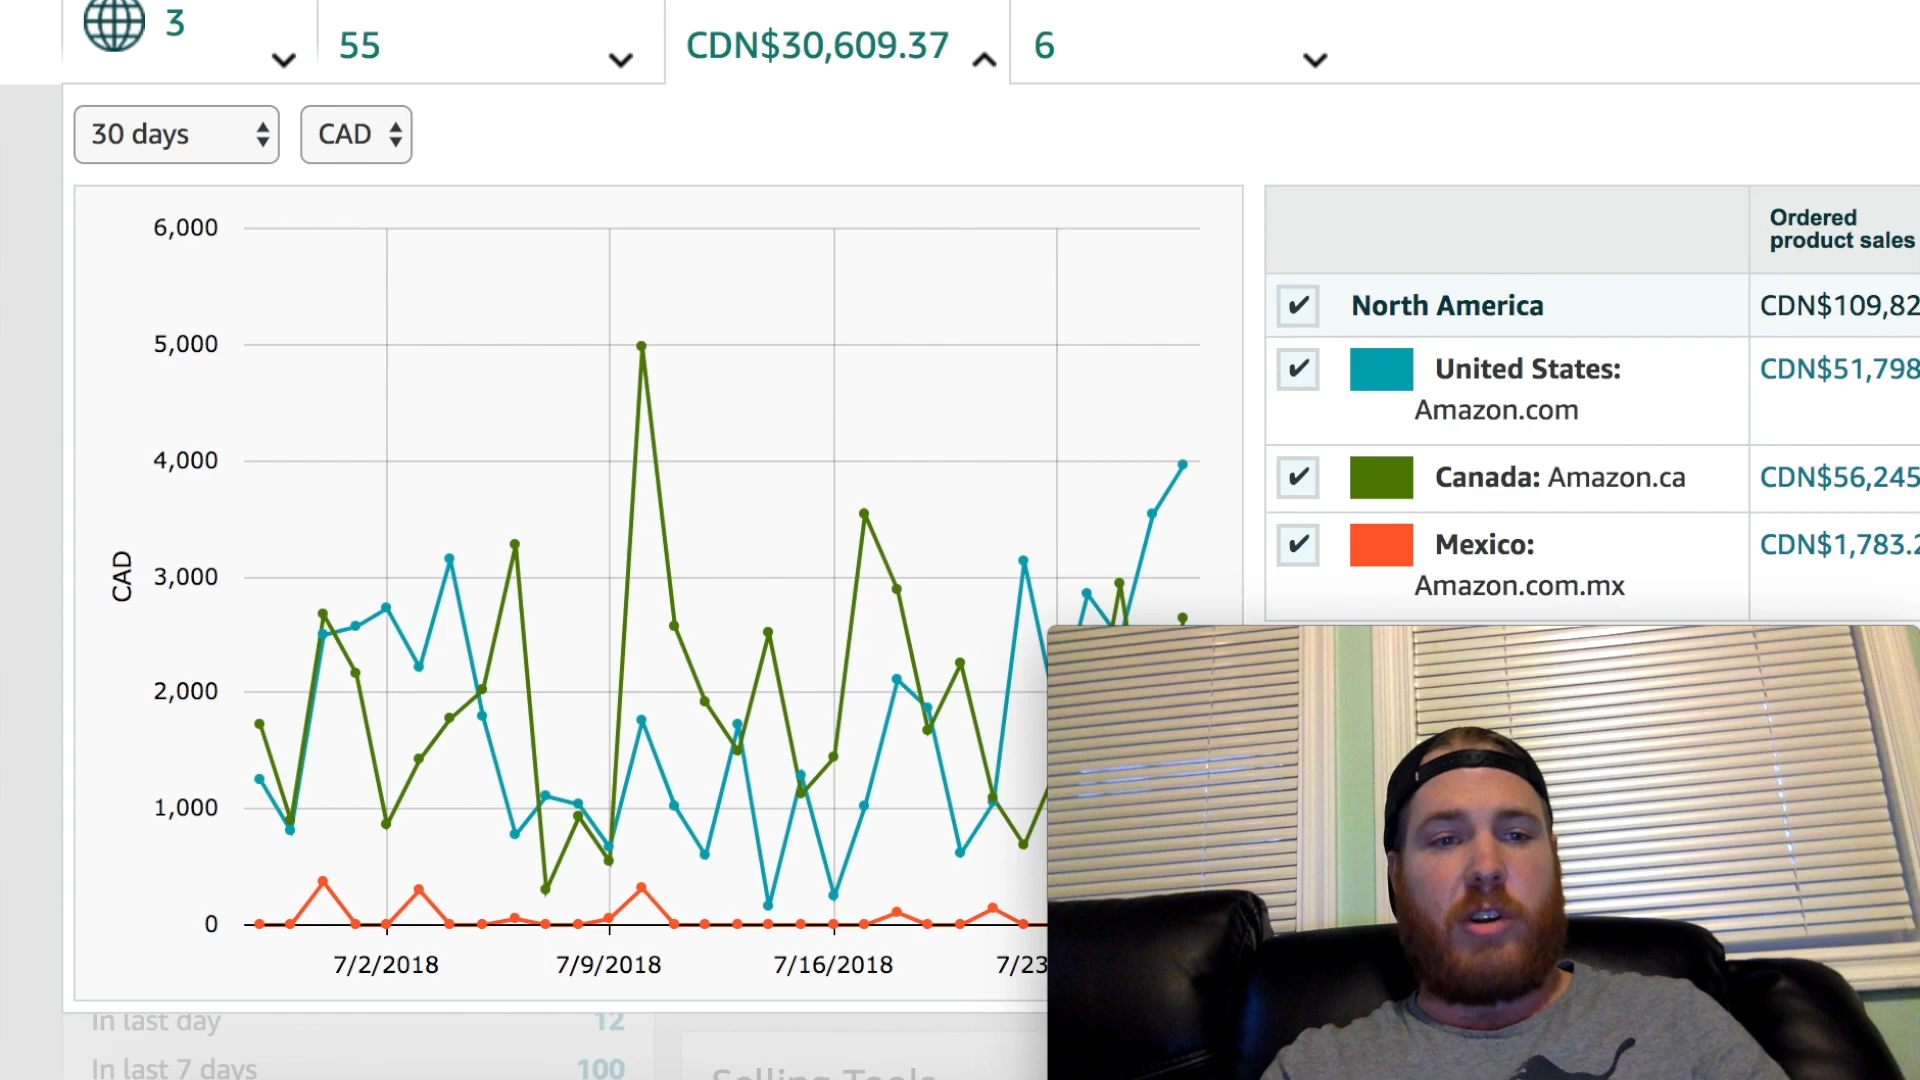 3
55
CDN$30,609.37
6
30 days
CAD
6,000
5,000
4,000
3,000
2,000
1,000
0
CAD
7/2/2018
7/9/2018
7/16/2018
7/23
Ordered
product sales
North America
CDN$109,82
United States:
CDN$51,798
Amazon.com
Canada: Amazon.ca
CDN$56,245
Mexico:
CDN$1,783.2
Amazon.com.mx
In last day
12
In last 7 days
100
Selling Tools